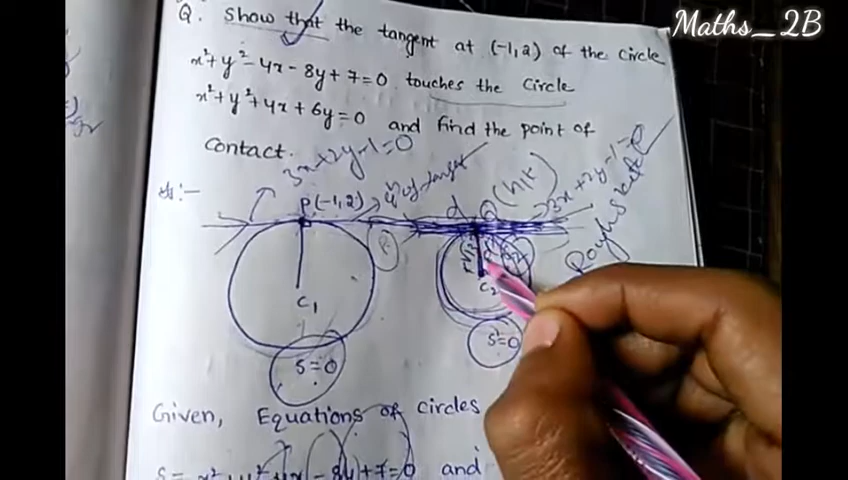 Maths_2B
Q. Show that the tangent at (-1,2) of the circle
x²+y²-4x-8y+7=0 touches the circle
x²+y²+4x+6y=0 and find the point of
contact.
3x+2y-1=0
P(-1,2)
of target
d
Q(h,k)
3x+2y-1=0
C₁
C₂
S=0
S'=0
Given, Equations of circles
and